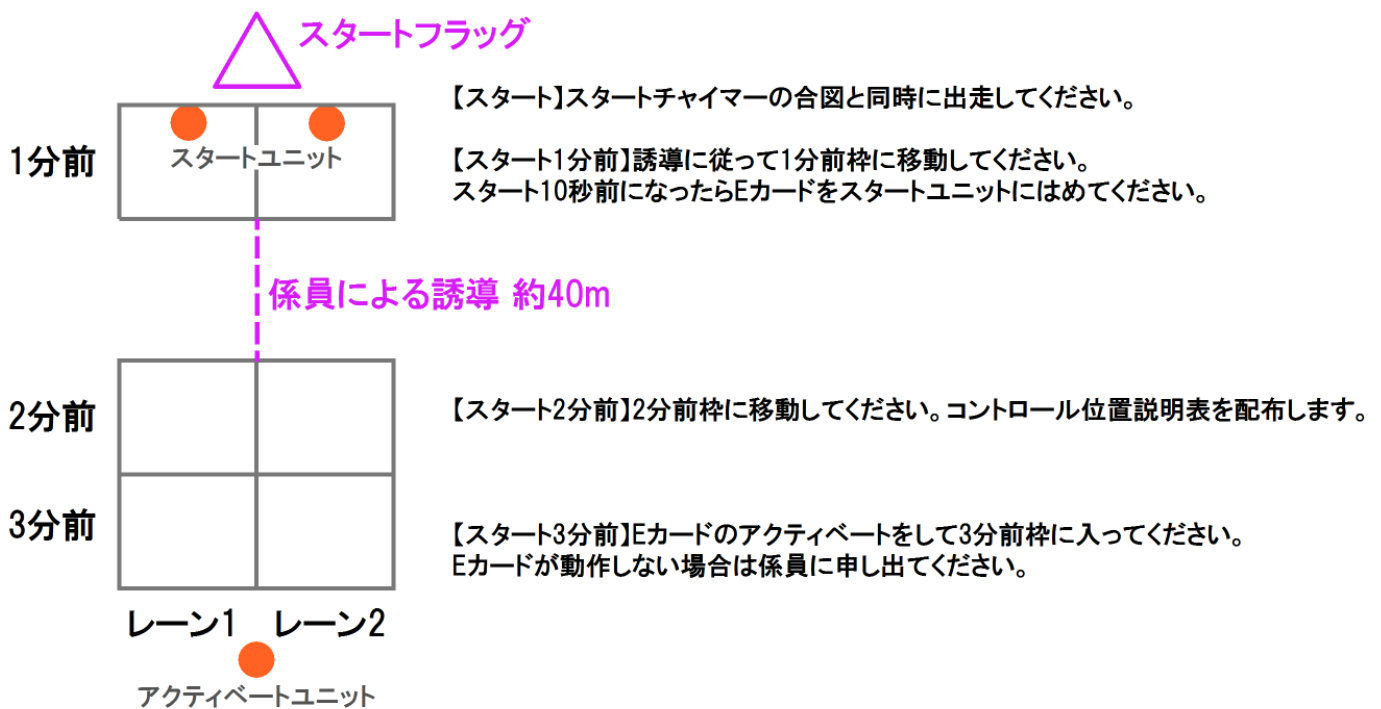 スタートフラッグ
【スタート】スタートチャイマーの合図と同時に出走してください。
1分前
スタートユニット
【スタート1分前】誘導に従って1分前枠に移動してください。
スタート10秒前になったらEカードをスタートユニットにはめてください。
係員による誘導 約40m
2分前
【スタート2分前】2分前枠に移動してください。コントロール位置説明表を配布します。
3分前
【スタート3分前】Eカードのアクティベートをして3分前枠に入ってください。
Eカードが動作しない場合は係員に申し出てください。
レーン1 レーン2
アクティベートユニット